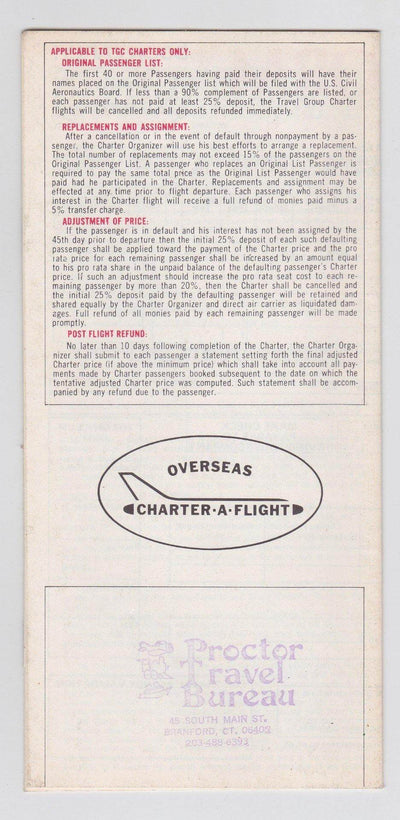 APPLICABLE TO TGC CHARTERS ONLY:
ORIGINAL PASSENGER LIST:
The first 40 or more Passengers having paid their deposits will have their
names placed on the Original Passenger list which will be filed with the U.S. Civil
Aeronautics Board. If less than a 90% complement of Passengers are listed, or
each passenger has not paid at least 25% deposit, the Travel Group Charter
flights will be cancelled and all deposits refunded immediately.
REPLACEMENTS AND ASSIGNMENT:
After a cancellation or in the event of default through nonpayment by a pas-
senger, the Charter Organizer will use his best efforts to arrange a replacement.
The total number of replacements may not exceed 15% of the passengers on the
Original Passenger List. A passenger who replaces an Original List Passenger is
required to pay the same total price as the Original List Passenger would have
paid had he participated in the Charter. Replacements and assignment may be
effected at any time prior to flight departure. Each passenger who assigns his
interest in the Charter flight will receive a full refund of monies paid minus a
5% transfer charge.
ADJUSTMENT OF PRICE:
If the passenger is in default and his interest has not been assigned by the
45th day prior to departure then the initial 25% deposit of each such defaulting
passenger shall be applied toward the payment of the Charter price and the pro
rata price for each remaining passenger shall be increased by an amount equal
to his pro rata share in the unpaid balance of the defaulting passenger's Charter
price. If such an adjustment should increase the pro rata seat cost to each re-
maining passenger by more than 20%, then the Charter shall be cancelled and
the initial 25% deposit paid by the defaulting passenger will be retained and
shared equally by the Charter Organizer and direct air carrier as liquidated dam-
ages. Full refund of all monies paid by each remaining passenger will be made
promptly.
POST FLIGHT REFUND:
No later than 10 days following completion of the Charter, the Charter Orga-
nizer shall submit to each passenger a statement setting forth the final adjusted
Charter price (if above the minimum price) which shall take into account all pay-
ments made by Charter passengers booked subsequent to the date on which the
tentative adjusted Charter price was computed. Such statement shall be accom-
panied by any refund due to the passenger.
OVERSEAS
CHARTER·A·FLIGHT
Proctor
Travel
Bureau
45 SOUTH MAIN ST.
BRANFORD, CT. 06405
203-488-6393